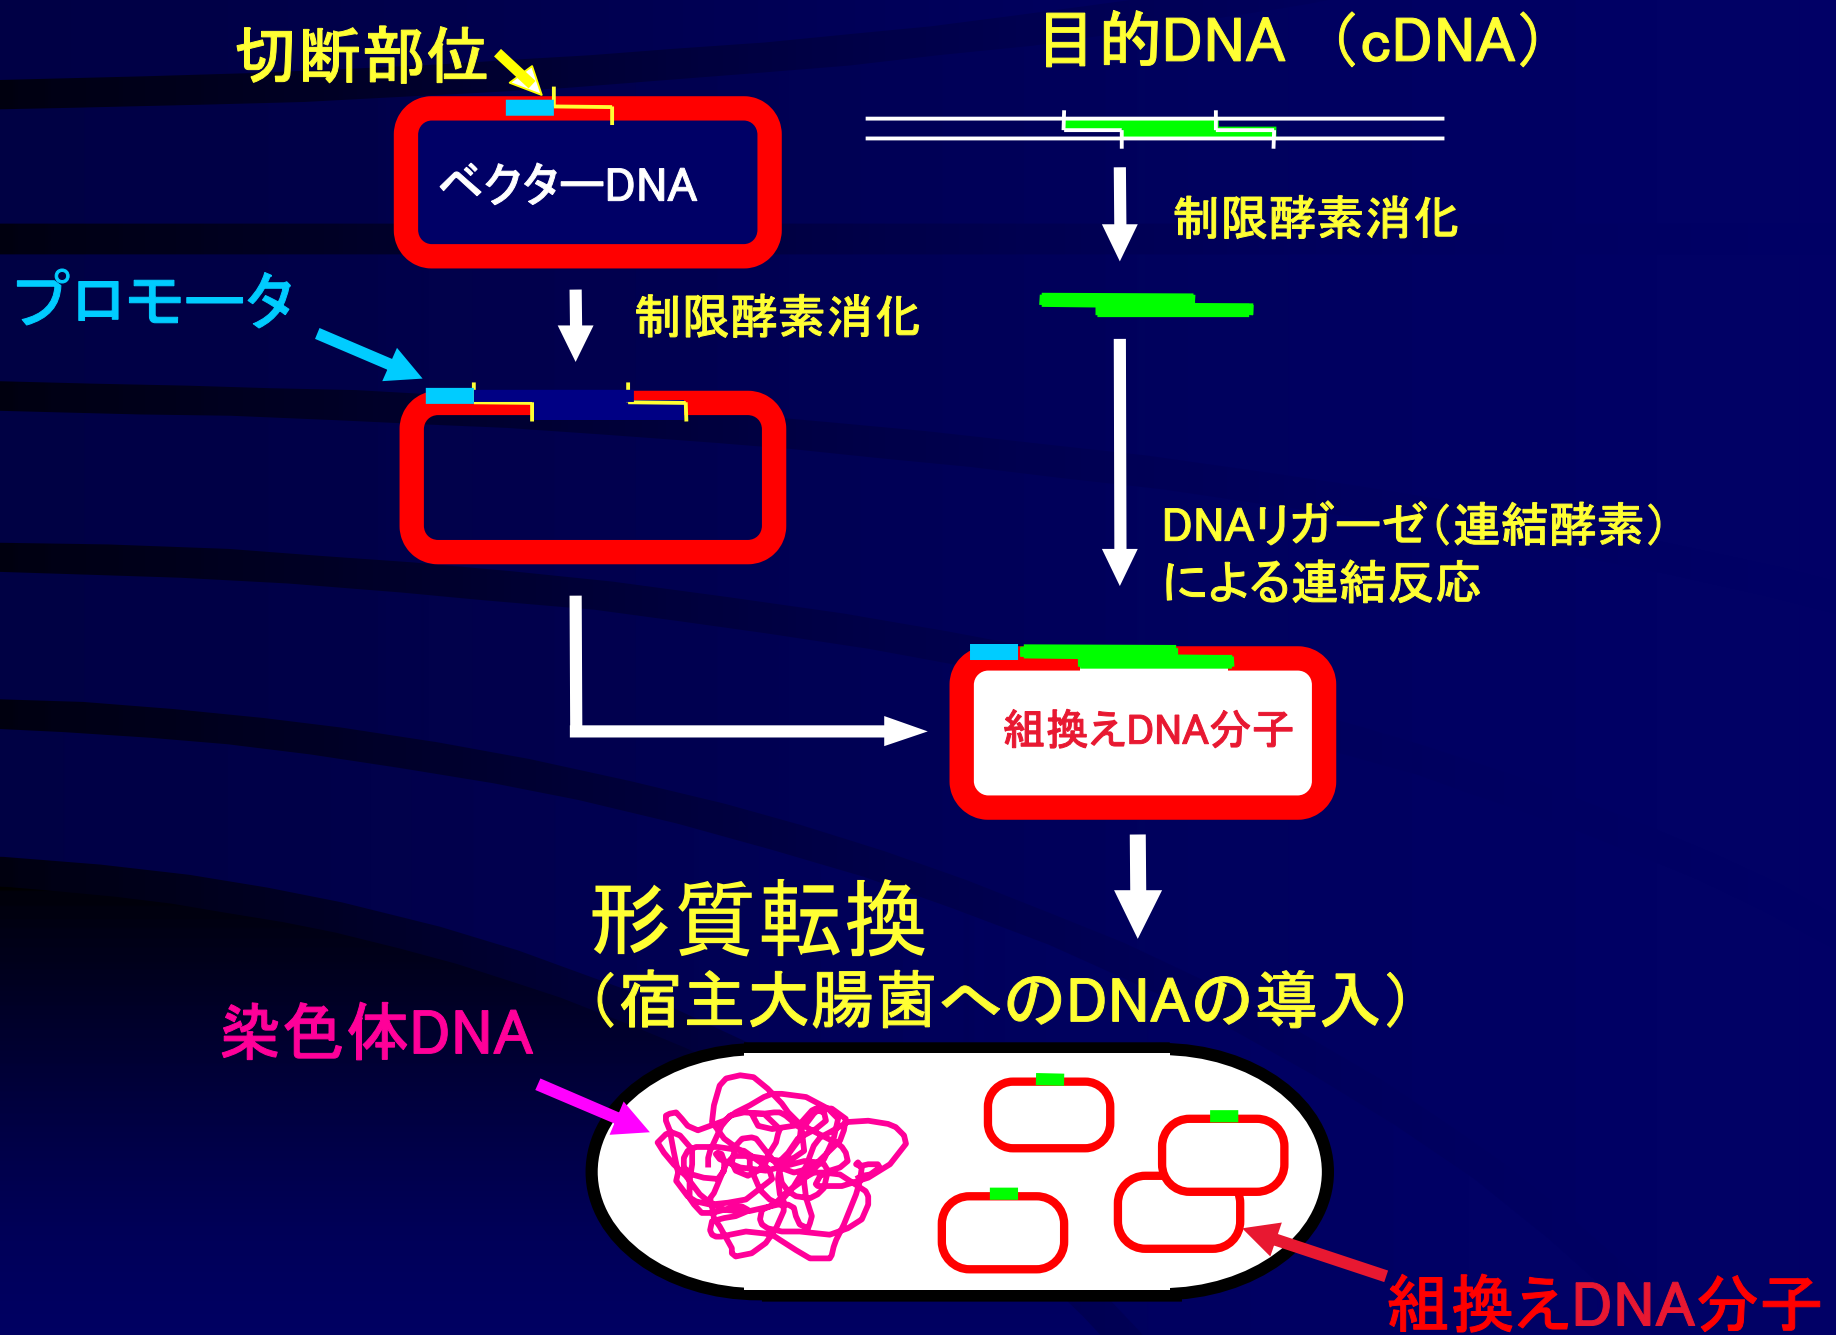 切断部位
目的DNA （cDNA）
ベクターDNA
制限酵素消化
プロモータ
制限酵素消化
DNAリガーゼ（連結酵素）
による連結反応
組換えDNA分子
形質転換
（宿主大腸菌へのDNAの導入）
染色体DNA
組換えDNA分子